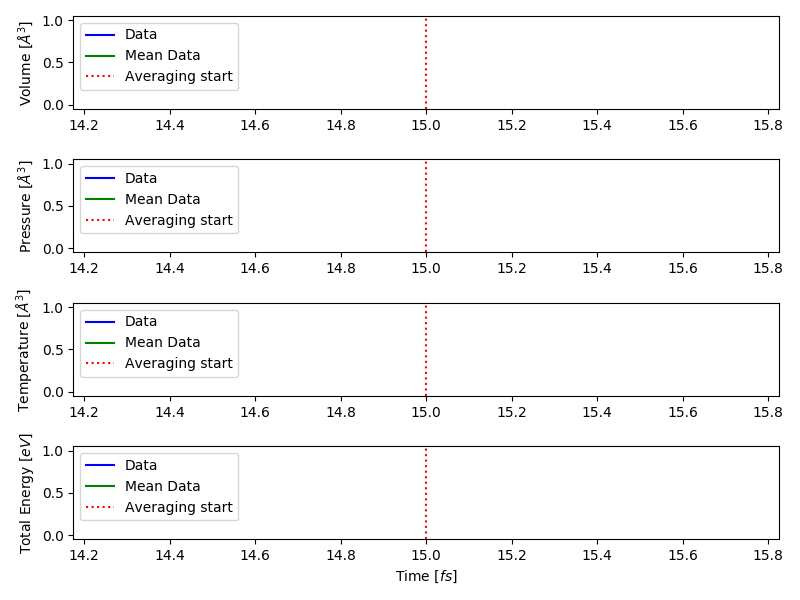 Volume [Å³]
1.0
0.5
0.0
Data
Mean Data
Averaging start
14.2 14.4 14.6 14.8 15.0 15.2 15.4 15.6 15.8
Pressure [Å³]
1.0
0.5
0.0
Data
Mean Data
Averaging start
14.2 14.4 14.6 14.8 15.0 15.2 15.4 15.6 15.8
Temperature [Å³]
1.0
0.5
0.0
Data
Mean Data
Averaging start
14.2 14.4 14.6 14.8 15.0 15.2 15.4 15.6 15.8
Total Energy [eV]
1.0
0.5
0.0
Data
Mean Data
Averaging start
14.2 14.4 14.6 14.8 15.0 15.2 15.4 15.6 15.8
Time [fs]